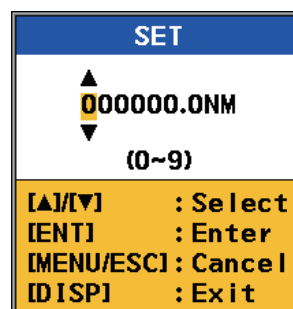 SET
▲
000000.0NM
▼
(0~9)
[▲]/[▼] :Select
[ENT] :Enter
[MENU/ESC]:Cancel
[DISP] :Exit